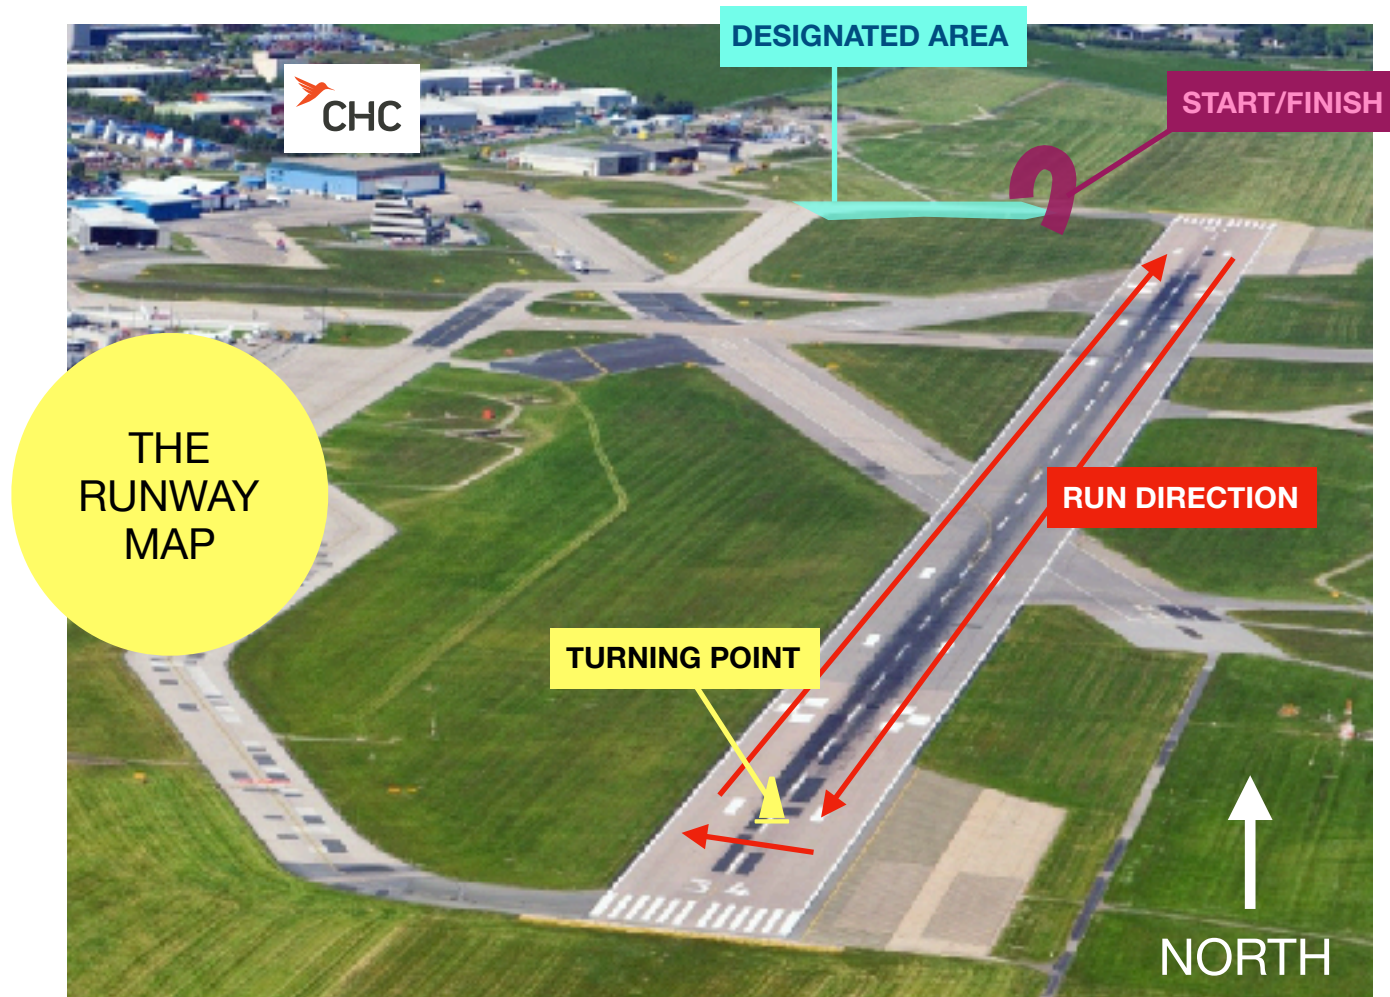 DESIGNATED AREA
START/FINISH
CHC
THE
RUNWAY
MAP
RUN DIRECTION
TURNING POINT
34
NORTH